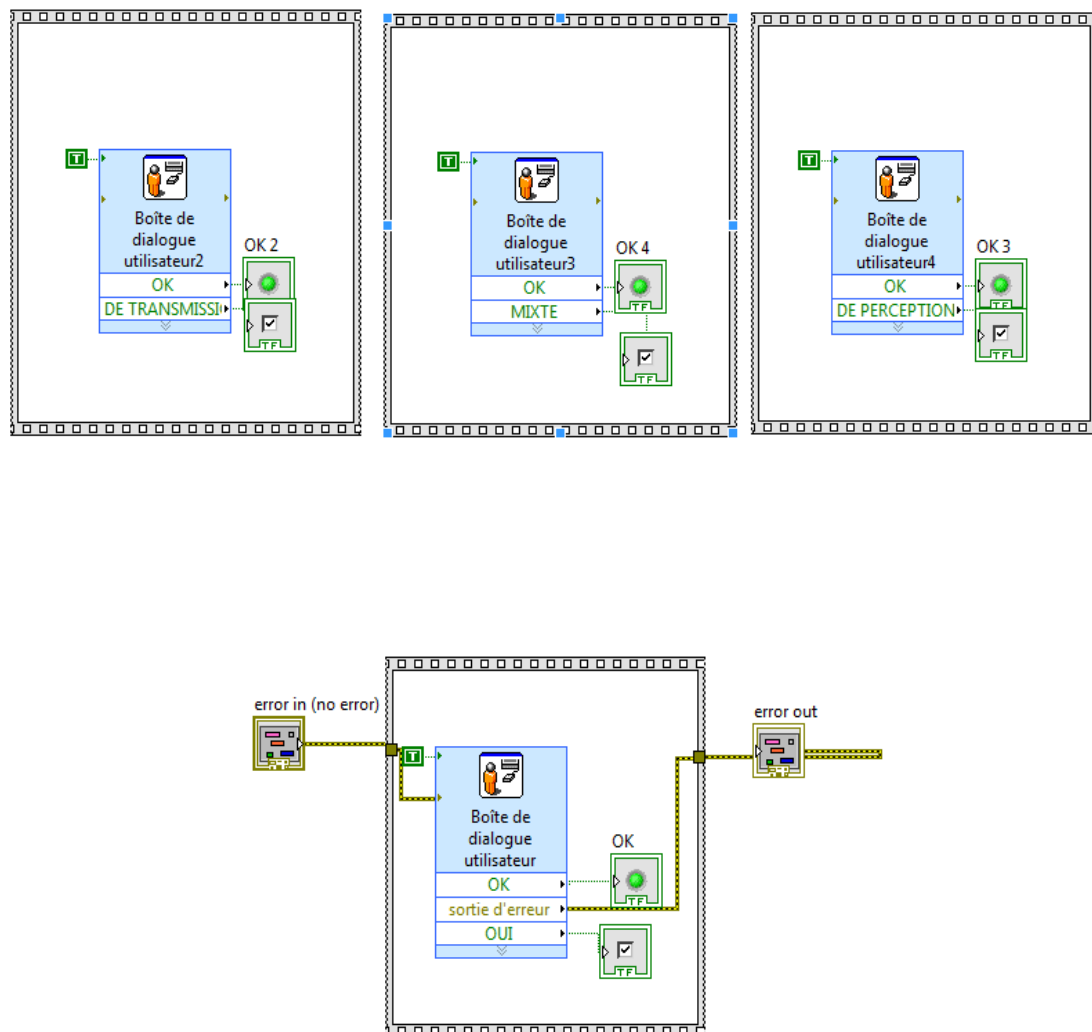 T
Boîte de
dialogue
utilisateur2
OK 2
OK
DE TRANSMISSI
TF
T
Boîte de
dialogue
utilisateur3
OK 4
OK
TF
MIXTE
TF
T
Boîte de
dialogue
utilisateur4
OK 3
OK
TF
DE PERCEPTION
TF
error in (no error)
error out
T
Boîte de
dialogue
utilisateur
OK
OK
TF
sortie d'erreur
OUI
TF